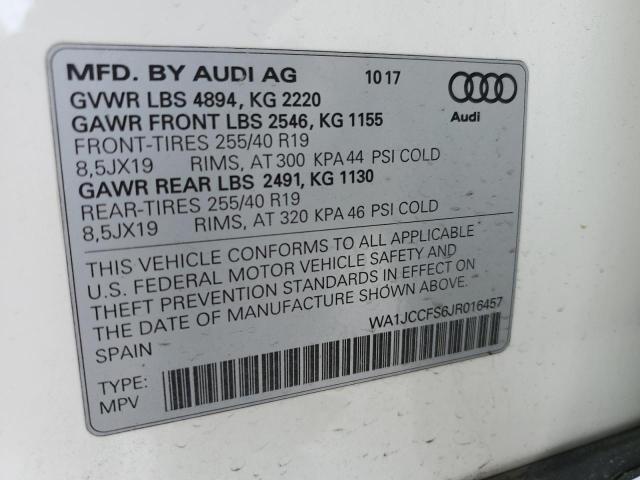 MFD. BY AUDI AG 10 17
GVWR LBS 4894, KG 2220
GAWR FRONT LBS 2546, KG 1155
Audi
FRONT-TIRES 255/40 R19
8,5JX19 RIMS, AT 300 KPA 44 PSI COLD
GAWR REAR LBS 2491, KG 1130
REAR-TIRES 255/40 R19
8,5JX19 RIMS, AT 320 KPA 46 PSI COLD
THIS VEHICLE CONFORMS TO ALL APPLICABLE
U.S. FEDERAL MOTOR VEHICLE SAFETY AND
THEFT PREVENTION STANDARDS IN EFFECT ON
THE DATE OF MANUFACTURE SHOWN ABOVE.
SPAIN WA1JCCFS6JR016457
TYPE:
MPV